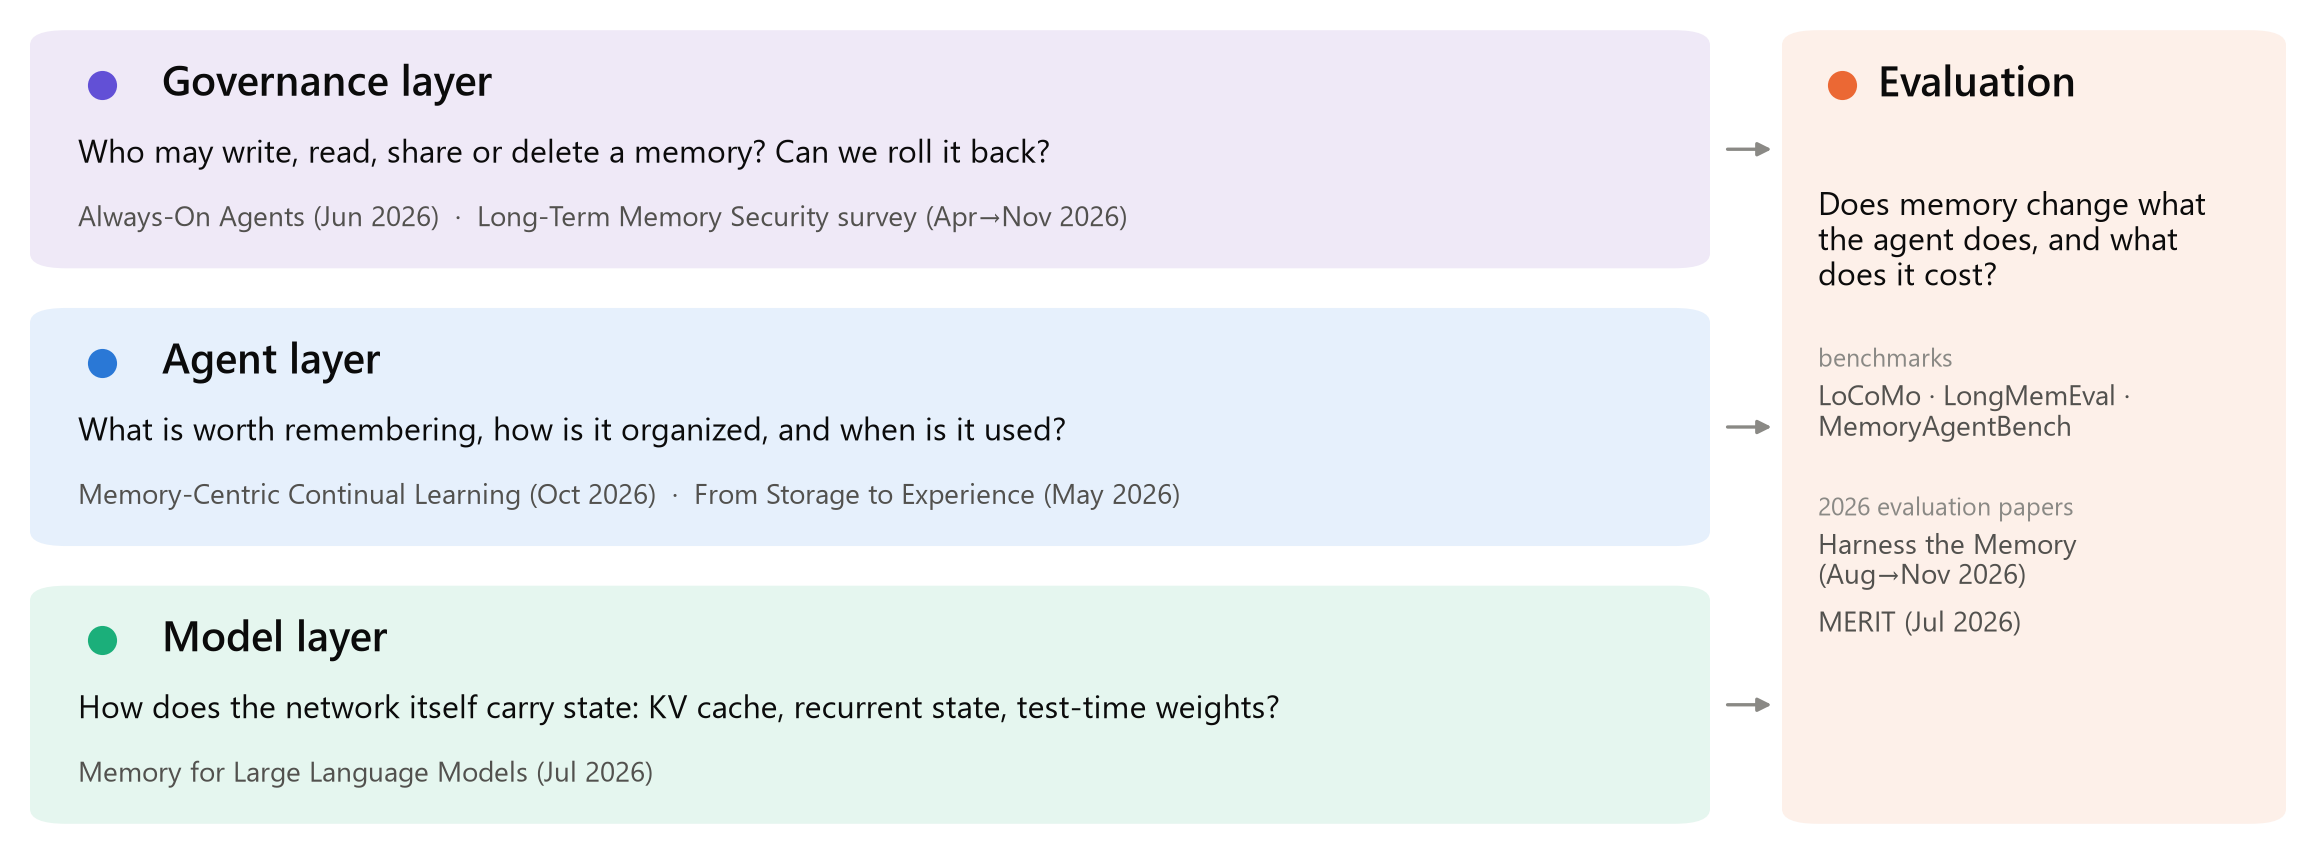 Governance layer
Who may write, read, share or delete a memory? Can we roll it back?
Always-On Agents (Jun 2026) · Long-Term Memory Security survey (Apr→Nov 2026)
Agent layer
What is worth remembering, how is it organized, and when is it used?
Memory-Centric Continual Learning (Oct 2026) · From Storage to Experience (May 2026)
Model layer
How does the network itself carry state: KV cache, recurrent state, test-time weights?
Memory for Large Language Models (Jul 2026)
Evaluation
Does memory change what
the agent does, and what
does it cost?
benchmarks
LoCoMo · LongMemEval ·
MemoryAgentBench
2026 evaluation papers
Harness the Memory
(Aug→Nov 2026)
MERIT (Jul 2026)